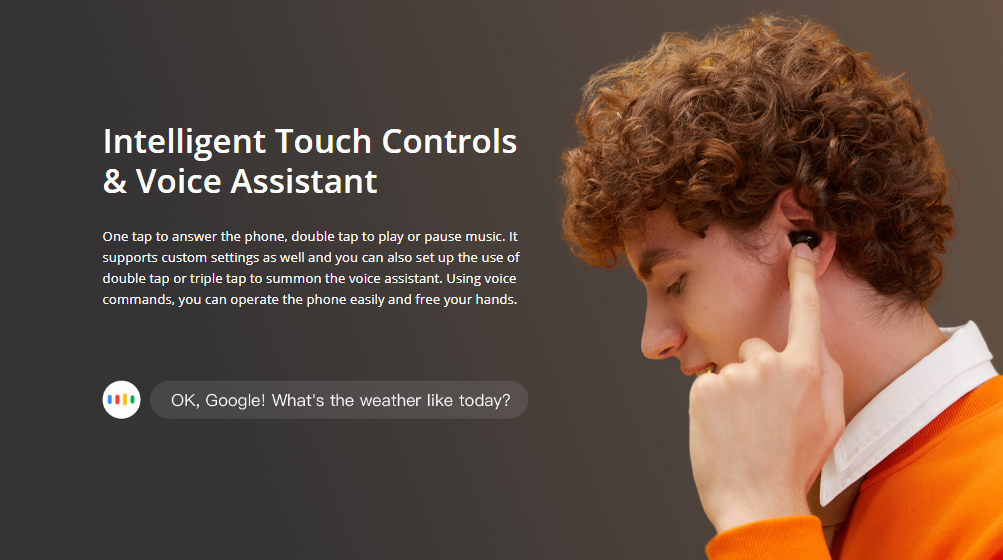 Intelligent Touch Controls
& Voice Assistant
One tap to answer the phone, double tap to play or pause music. It
supports custom settings as well and you can also set up the use of
double tap or triple tap to summon the voice assistant. Using voice
commands, you can operate the phone easily and free your hands.
OK, Google! What's the weather like today?